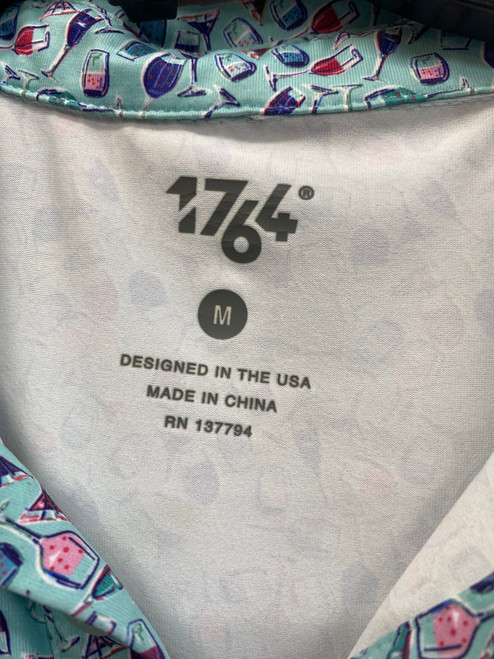 1764®
M
DESIGNED IN THE USA
MADE IN CHINA
RN 137794